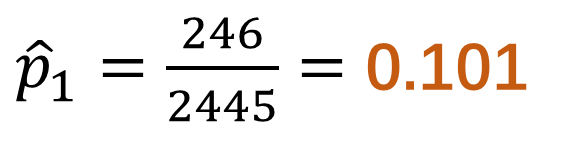 p̂₁ = 246/2445 = 0.101